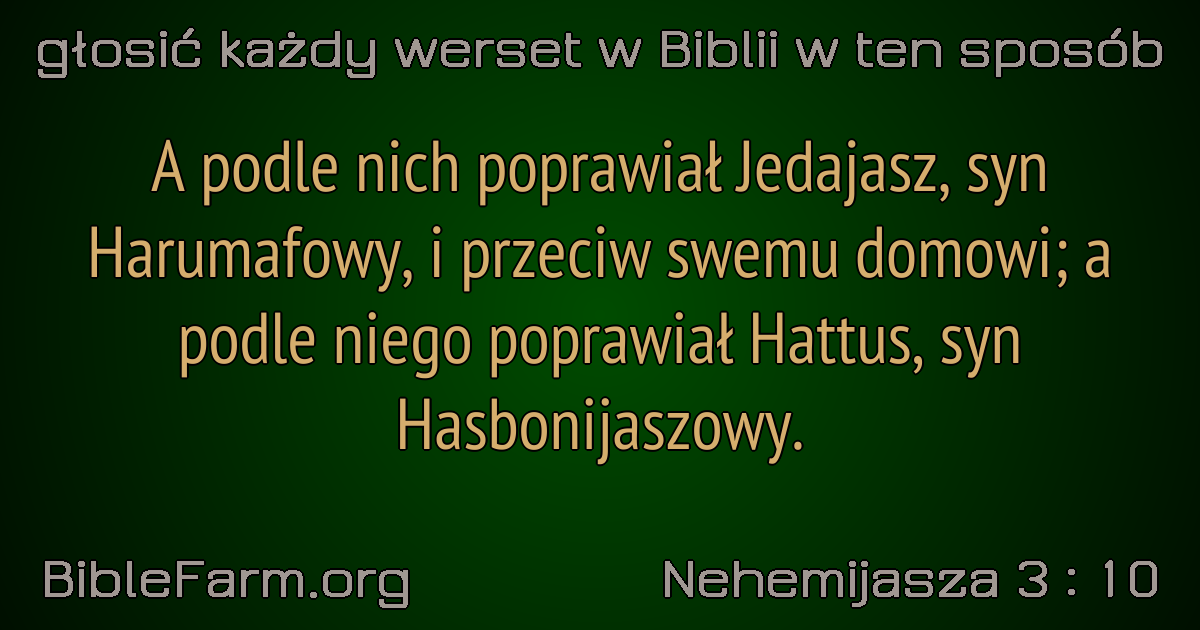 głosić każdy werset w Biblii w ten sposób
A podle nich poprawiał Jedajasz, syn
Harumafowy, i przeciw swemu domowi; a
podle niego poprawiał Hattus, syn
Hasbonijaszowy.
BibleFarm.org
Nehemijasza 3 : 10